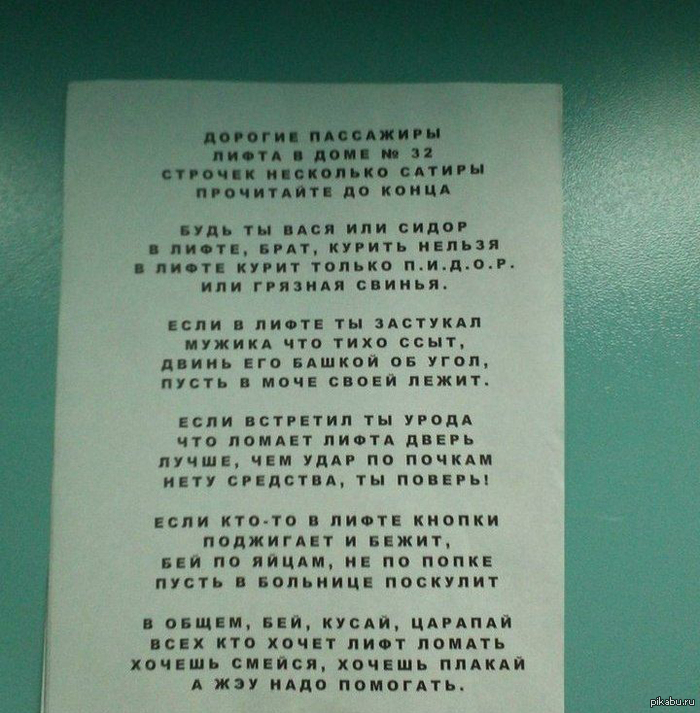 ДОРОГИЕ ПАССАЖИРЫ
ЛИФТА В ДОМЕ № 32
СТРОЧЕК НЕСКОЛЬКО САТИРЫ
ПРОЧИТАЙТЕ ДО КОНЦА
БУДЬ ТЫ ВАСЯ ИЛИ СИДОР
В ЛИФТЕ, БРАТ, КУРИТЬ НЕЛЬЗЯ
В ЛИФТЕ КУРИТ ТОЛЬКО П.И.Д.О.Р.
ИЛИ ГРЯЗНАЯ СВИНЬЯ.
ЕСЛИ В ЛИФТЕ ТЫ ЗАСТУКАЛ
МУЖИКА ЧТО ТИХО ССЫТ,
ДВИНЬ ЕГО БАШКОЙ ОБ УГОЛ,
ПУСТЬ В МОЧЕ СВОЕЙ ЛЕЖИТ.
ЕСЛИ ВСТРЕТИЛ ТЫ УРОДА
ЧТО ЛОМАЕТ ЛИФТА ДВЕРЬ
ЛУЧШЕ, ЧЕМ УДАР ПО ПОЧКАМ
НЕТУ СРЕДСТВА, ТЫ ПОВЕРЬ!
ЕСЛИ КТО-ТО В ЛИФТЕ КНОПКИ
ПОДЖИГАЕТ И БЕЖИТ,
БЕЙ ПО ЯЙЦАМ, НЕ ПО ПОПКЕ
ПУСТЬ В БОЛЬНИЦЕ ПОСКУЛИТ
В ОБЩЕМ, БЕЙ, КУСАЙ, ЦАРАПАЙ
ВСЕХ КТО ХОЧЕТ ЛИФТ ЛОМАТЬ
ХОЧЕШЬ СМЕЙСЯ, ХОЧЕШЬ ПЛАКАЙ
А ЖЭУ НАДО ПОМОГАТЬ.
pikabu.ru